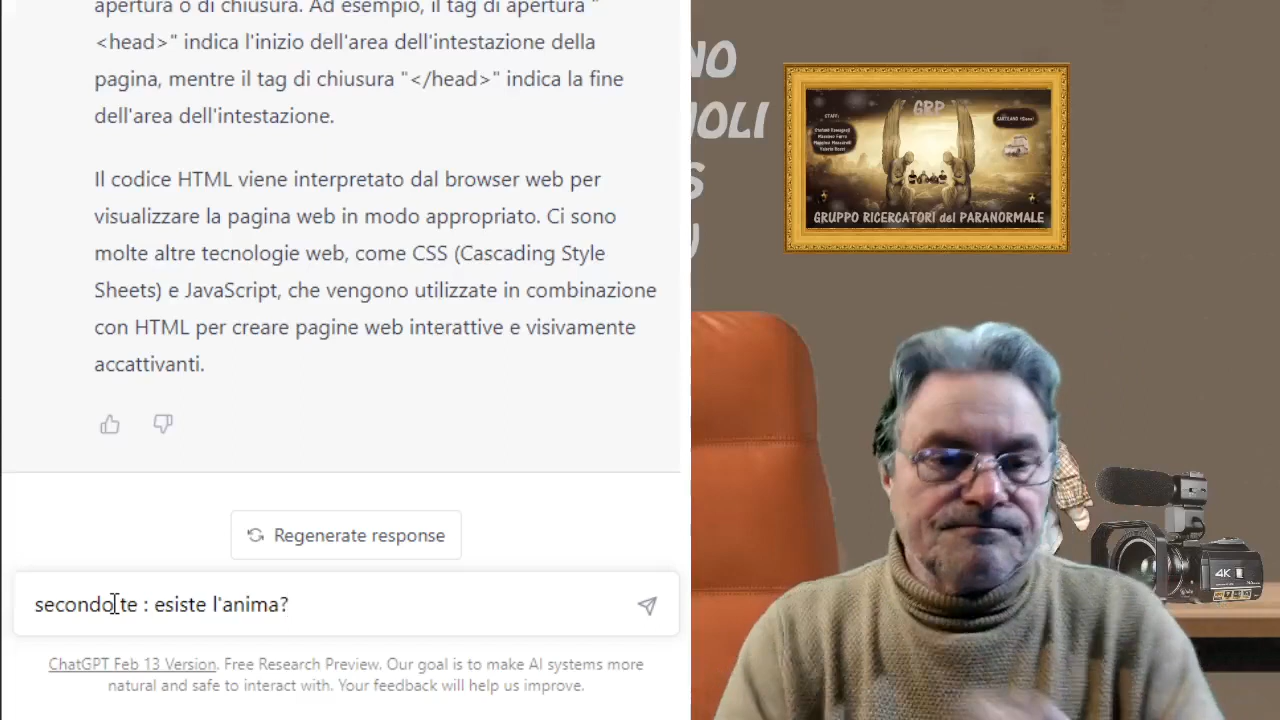 apertura o di chiusura. Ad esempio, il tag di apertura "
<head>" indica l'inizio dell'area dell'intestazione della
pagina, mentre il tag di chiusura "</head>" indica la fine
dell'area dell'intestazione.
Il codice HTML viene interpretato dal browser web per
visualizzare la pagina web in modo appropriato. Ci sono
molte altre tecnologie web, come CSS (Cascading Style
Sheets) e JavaScript, che vengono utilizzate in combinazione
con HTML per creare pagine web interattive e visivamente
accattivanti.
Regenerate response
secondo te : esiste l'anima?
ChatGPT Feb 13 Version. Free Research Preview. Our goal is to make AI systems more
natural and safe to interact with. Your feedback will help us improve.
NO
NOLI
S
GRP
STAFF:
GRUPPO RICERCATORI del PARANORMALE
4K